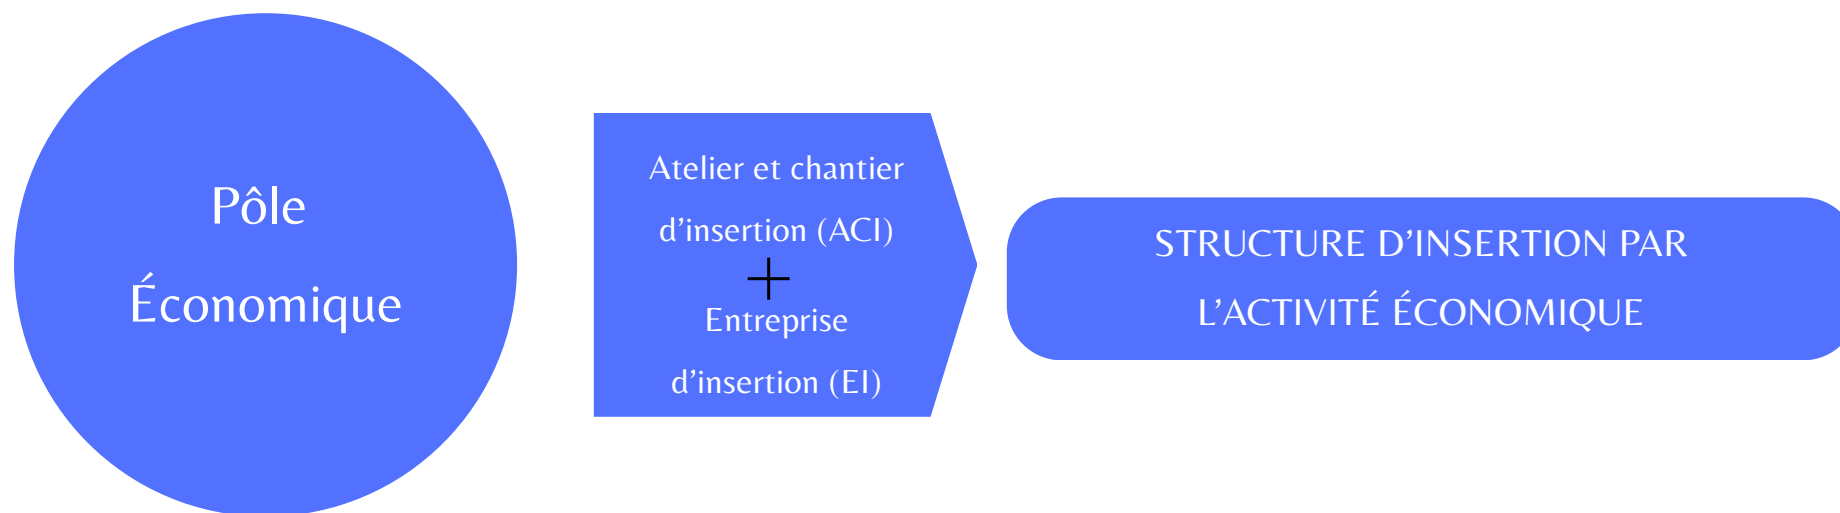 Pôle
Économique
Atelier et chantier
d’insertion (ACI)
+
Entreprise
d’insertion (EI)
STRUCTURE D’INSERTION PAR
L’ACTIVITÉ ÉCONOMIQUE